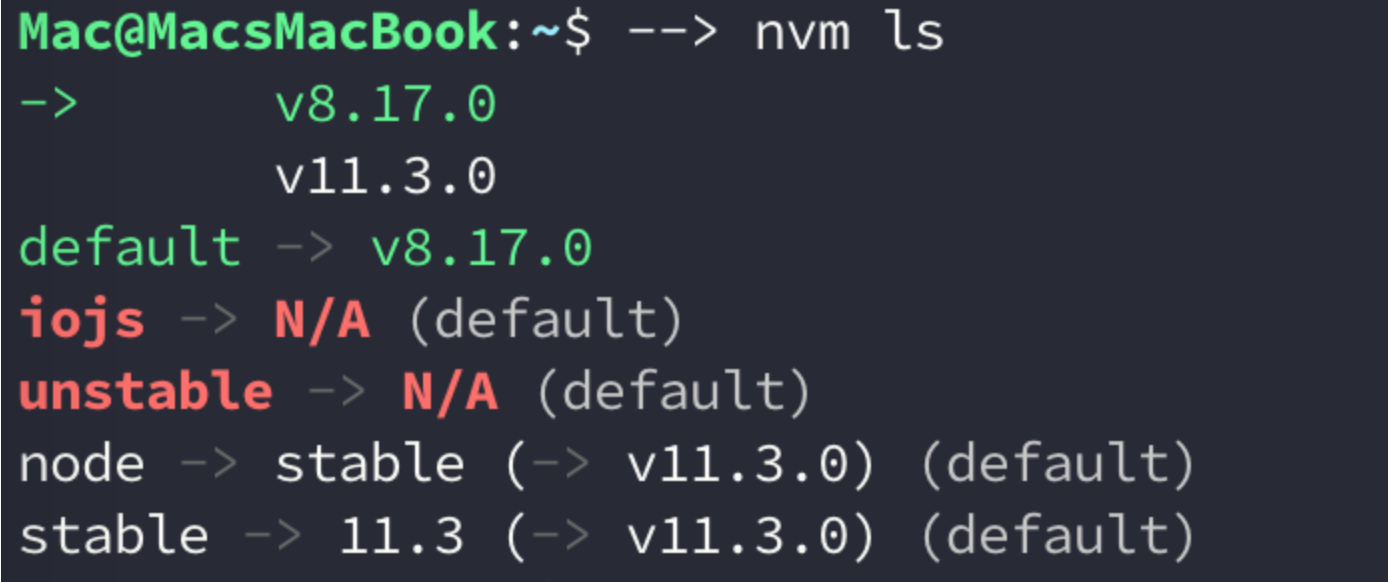 Mac@MacsMacBook:~$ --> nvm ls
->       v8.17.0
         v11.3.0
default -> v8.17.0
iojs -> N/A (default)
unstable -> N/A (default)
node -> stable (-> v11.3.0) (default)
stable -> 11.3 (-> v11.3.0) (default)